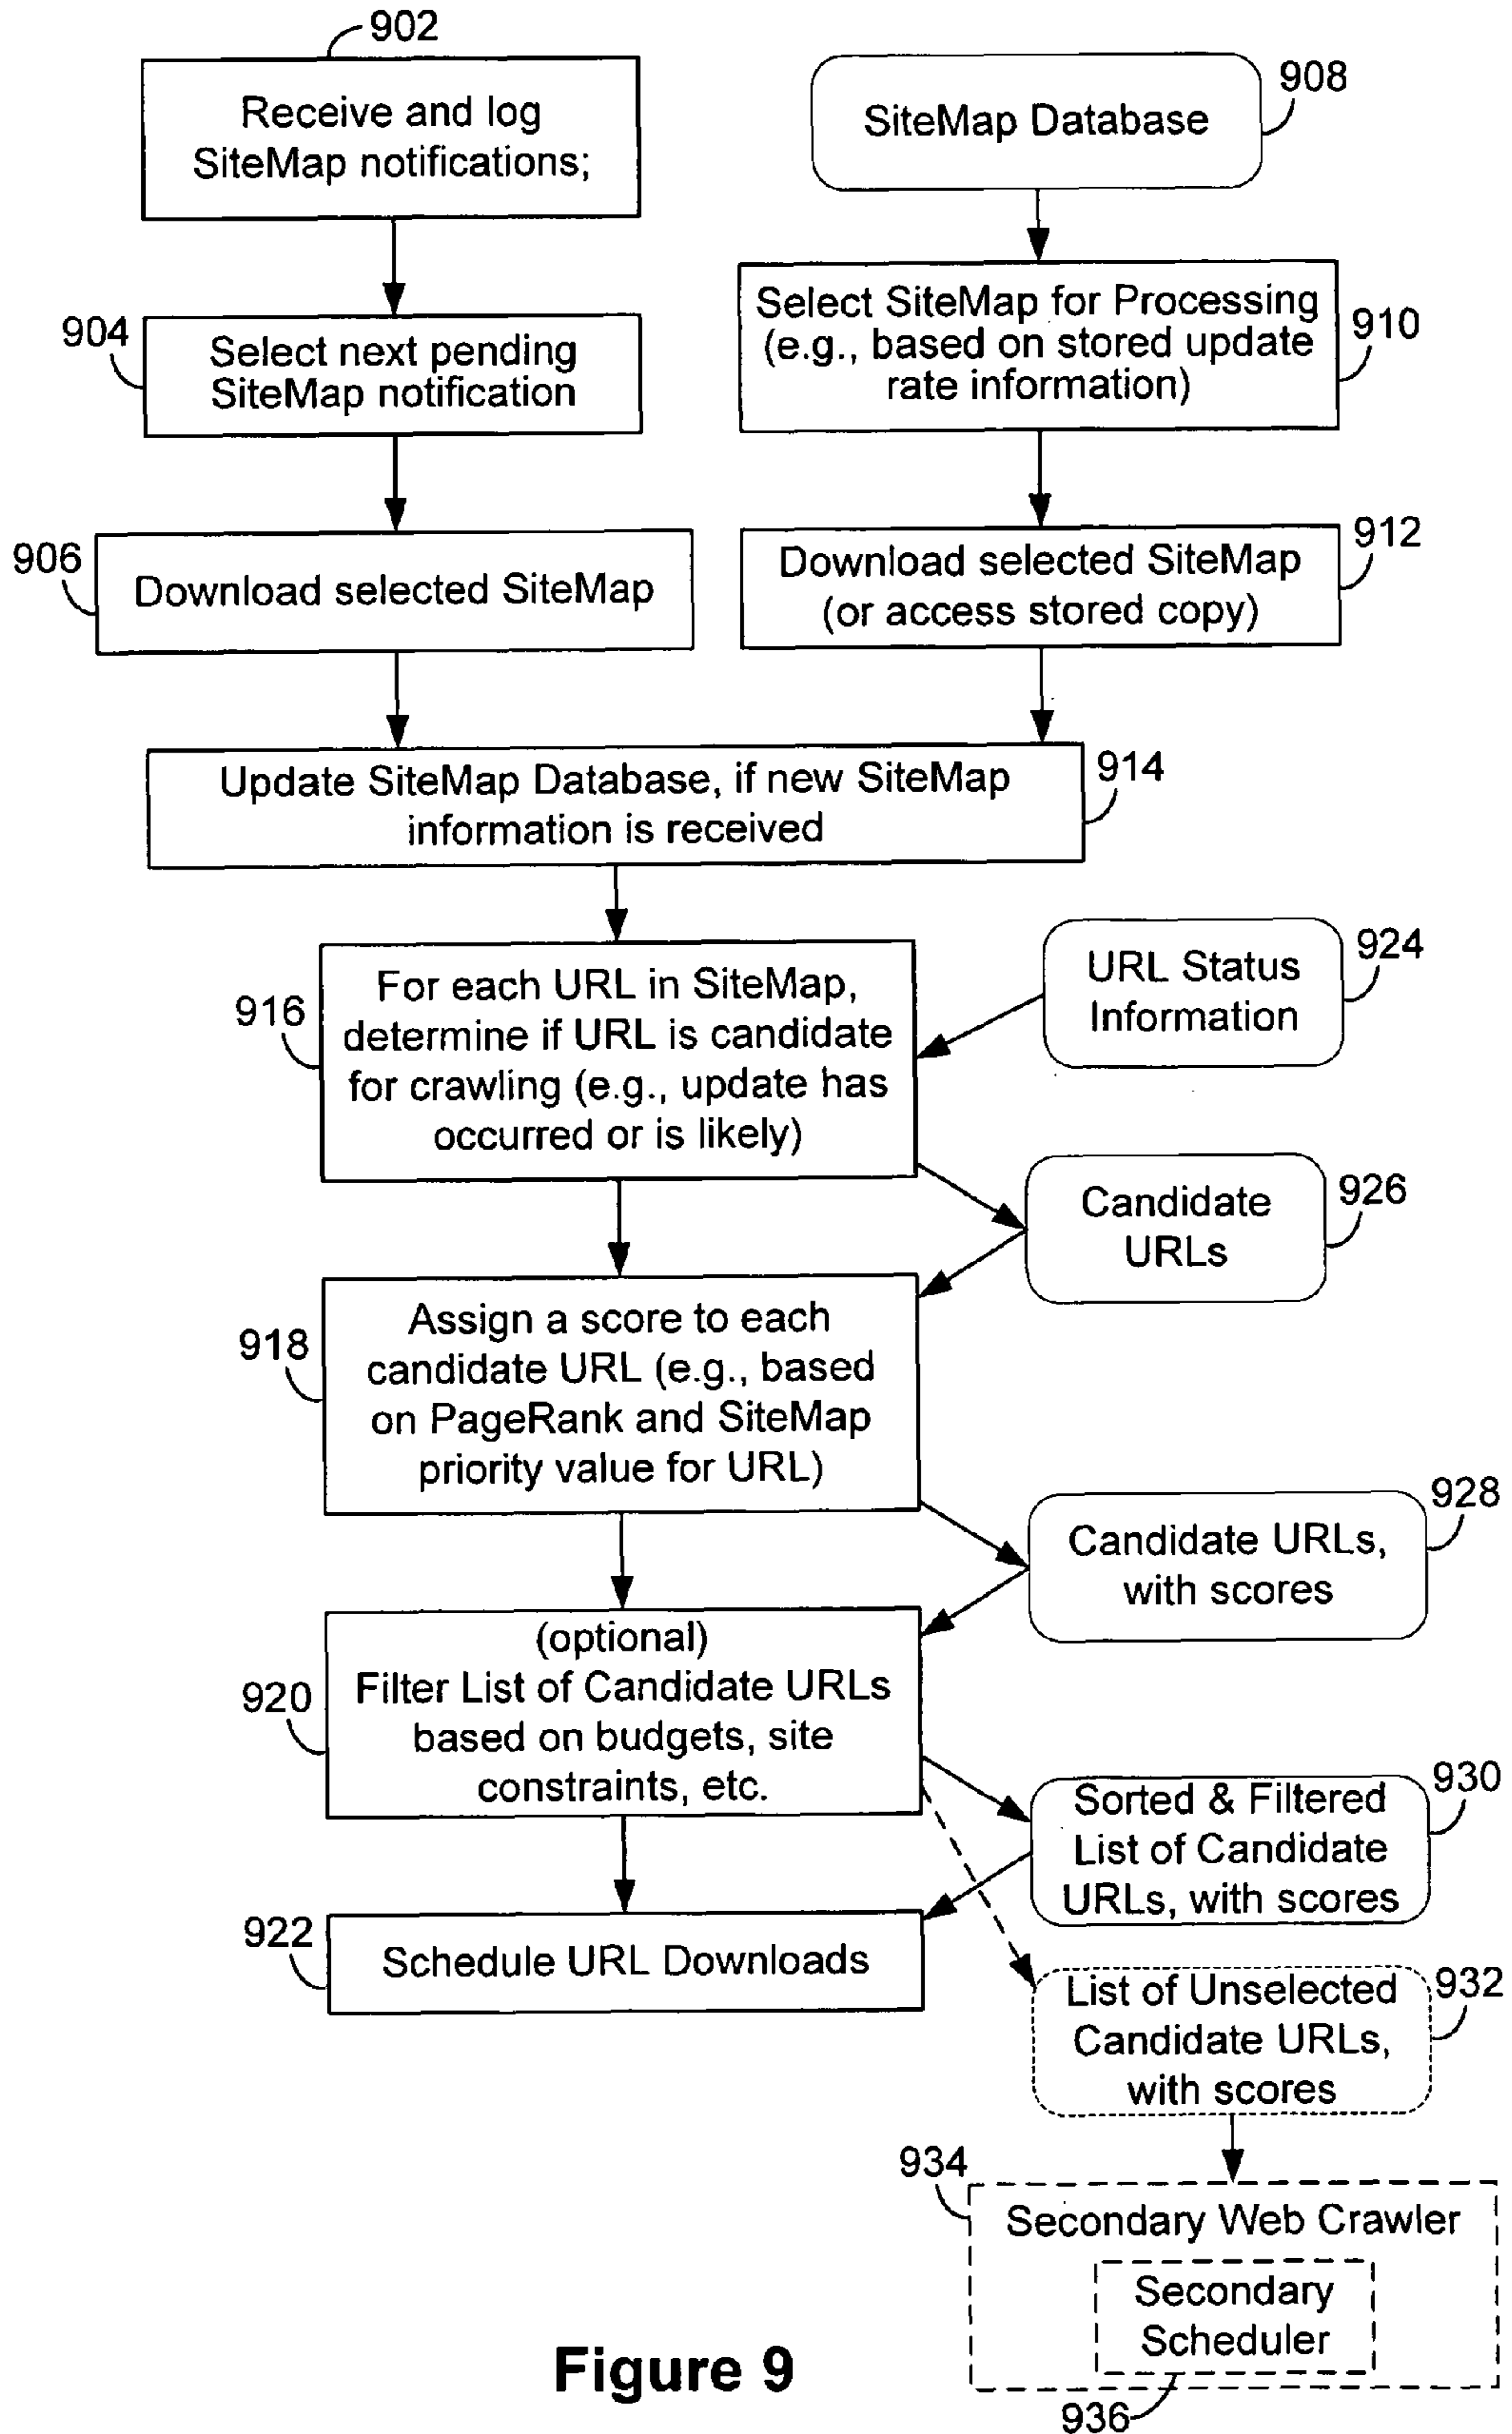 902
Receive and log
SiteMap notifications;
908
SiteMap Database
904
Select next pending
SiteMap notification
Select SiteMap for Processing
(e.g., based on stored update
rate information)
910
906
Download selected SiteMap
912
Download selected SiteMap
(or access stored copy)
914
Update SiteMap Database, if new SiteMap
information is received
916
For each URL in SiteMap,
determine if URL is candidate
for crawling (e.g., update has
occurred or is likely)
924
URL Status
Information
926
Candidate
URLs
918
Assign a score to each
candidate URL (e.g., based
on PageRank and SiteMap
priority value for URL)
928
Candidate URLs,
with scores
920
(optional)
Filter List of Candidate URLs
based on budgets, site
constraints, etc.
930
Sorted & Filtered
List of Candidate
URLs, with scores
922
Schedule URL Downloads
932
List of Unselected
Candidate URLs,
with scores
934
Secondary Web Crawler
Secondary
Scheduler
936
Figure 9